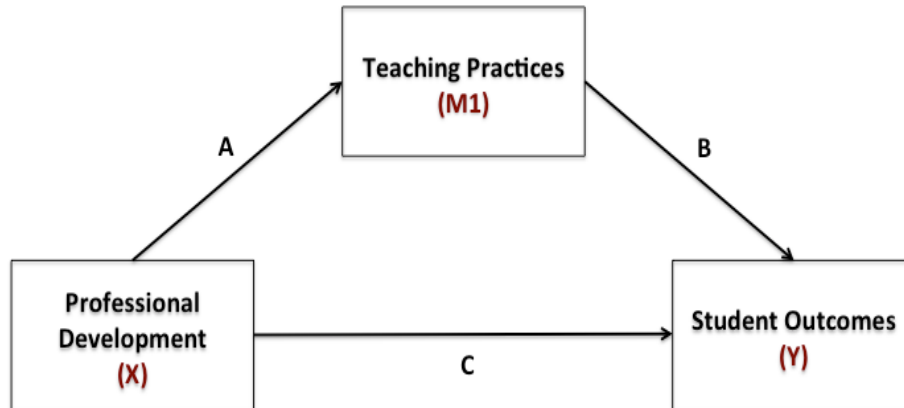 Teaching Practices
(M1)
A
B
Professional
Development
(X)
C
Student Outcomes
(Y)